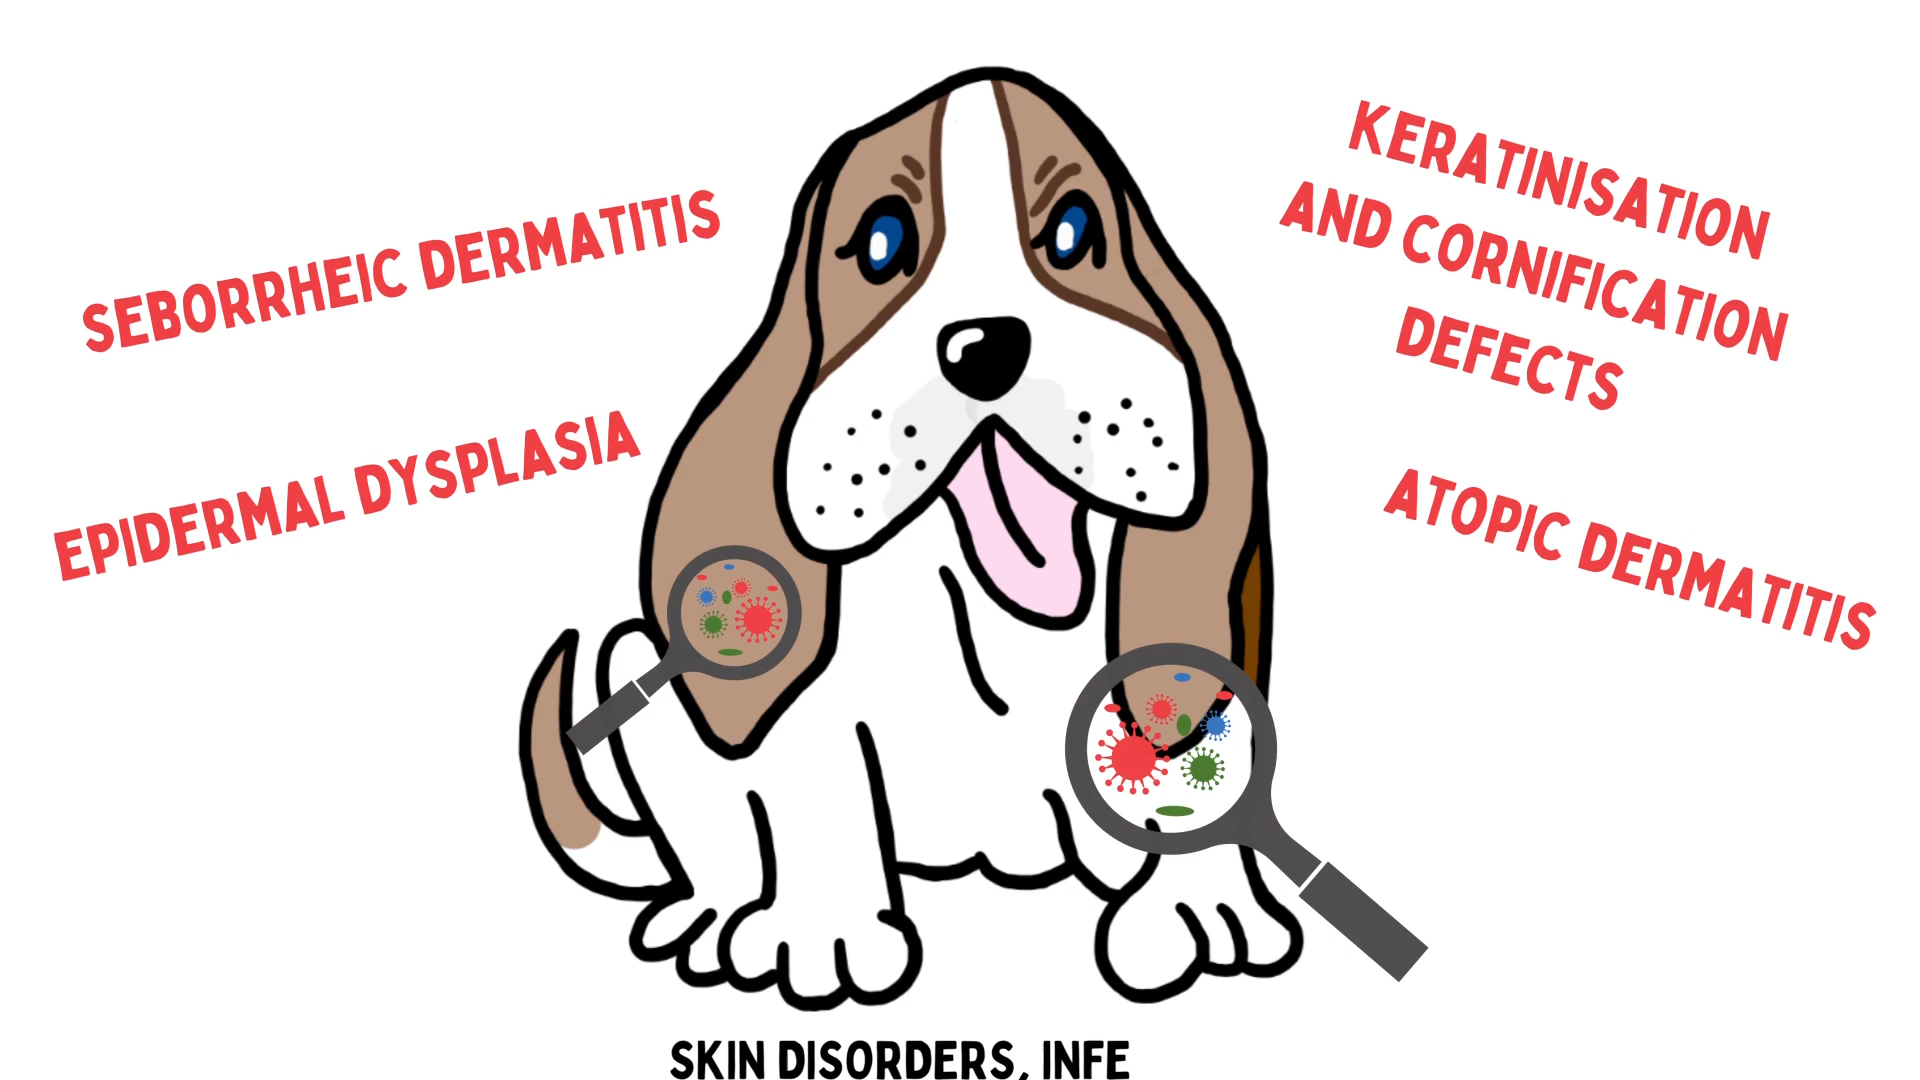 SEBORRHEIC DERMATITIS
EPIDERMAL DYSPLASIA
KERATINISATION
AND CORNIFICATION
DEFECTS
ATOPIC DERMATITIS
SKIN DISORDERS, INFE